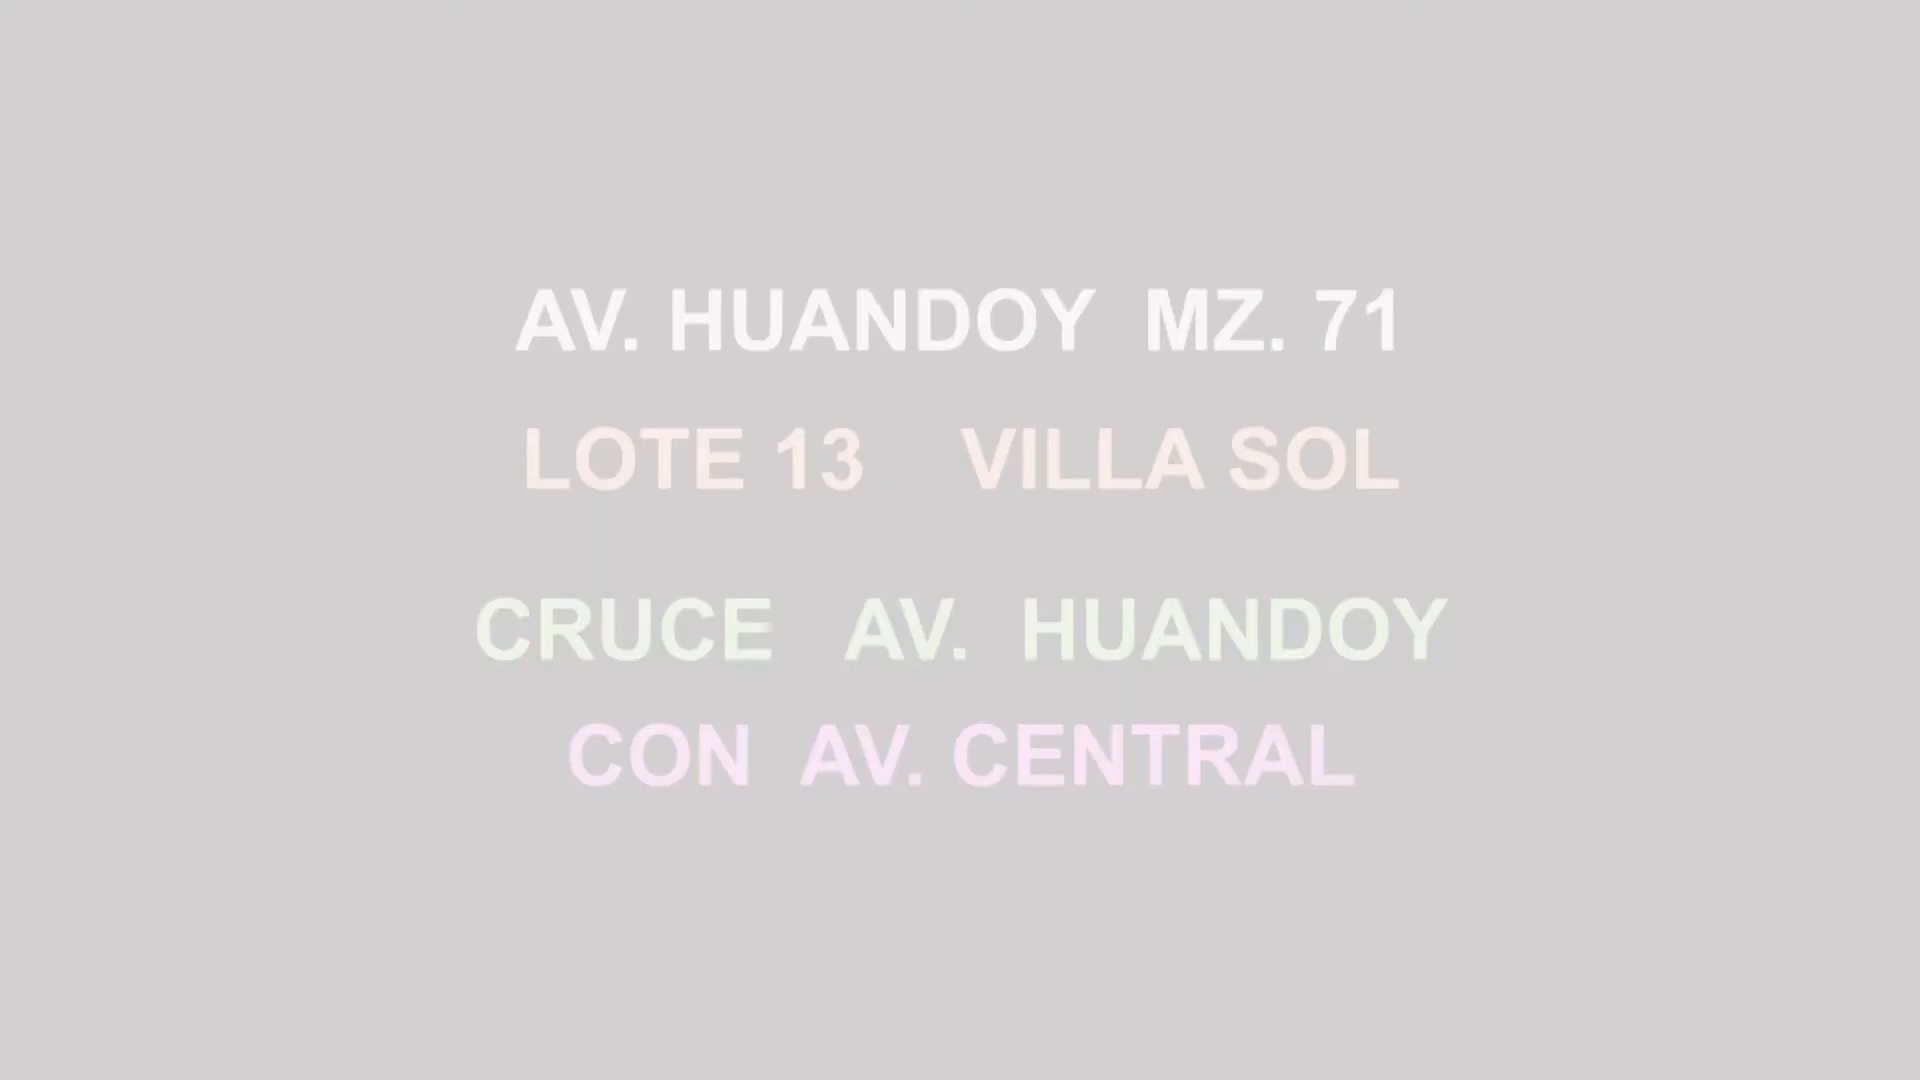 AV. HUANDOY MZ. 71
LOTE 13 VILLA SOL
CRUCE AV. HUANDOY
CON AV. CENTRAL